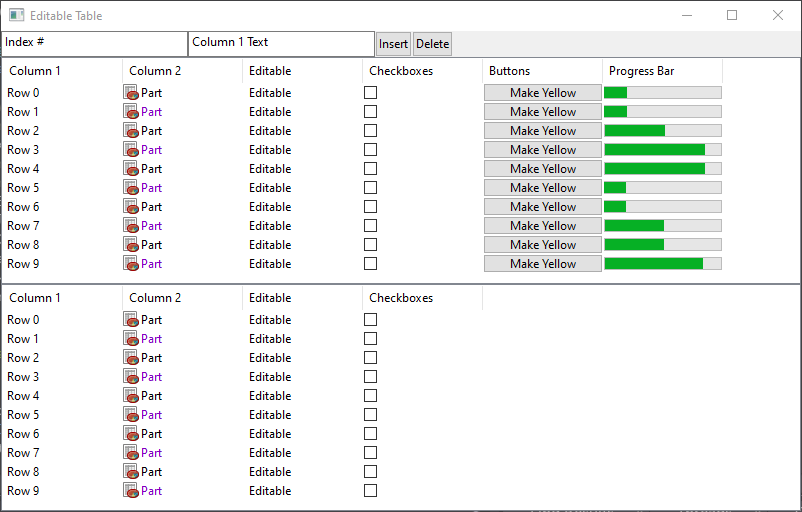 Editable Table
Index # Column 1 Text Insert Delete
Column 1 Column 2 Editable Checkboxes Buttons Progress Bar
Row 0 Part Editable Make Yellow
Row 1 Part Editable Make Yellow
Row 2 Part Editable Make Yellow
Row 3 Part Editable Make Yellow
Row 4 Part Editable Make Yellow
Row 5 Part Editable Make Yellow
Row 6 Part Editable Make Yellow
Row 7 Part Editable Make Yellow
Row 8 Part Editable Make Yellow
Row 9 Part Editable Make Yellow
Column 1 Column 2 Editable Checkboxes
Row 0 Part Editable
Row 1 Part Editable
Row 2 Part Editable
Row 3 Part Editable
Row 4 Part Editable
Row 5 Part Editable
Row 6 Part Editable
Row 7 Part Editable
Row 8 Part Editable
Row 9 Part Editable